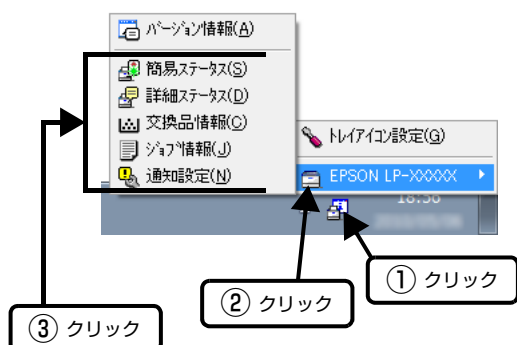 バージョン情報(A)
簡易ステータス(S)
詳細ステータス(D)
交換品情報(C)
ジョブ情報(J)
通知設定(N)
トレイアイコン設定(G)
EPSON LP-XXXXX
18:56
① クリック
② クリック
③ クリック